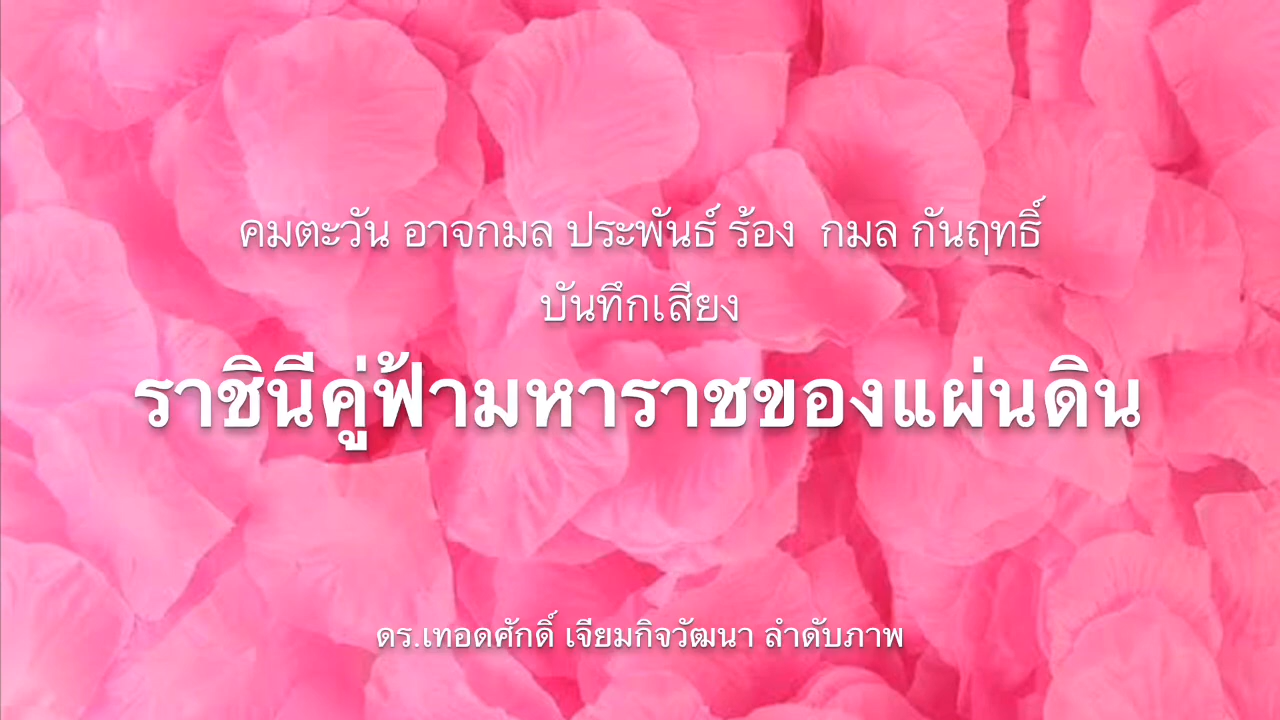 คมตะวัน อาจกมล ประพันธ์ ร้อง กมล กันฤทธิ์
บันทึกเสียง
ราชินีคู่ฟ้ามหาราชของแผ่นดิน
ดร.เทอดศักดิ์ เจียมกิจวัฒนา ลำดับภาพ